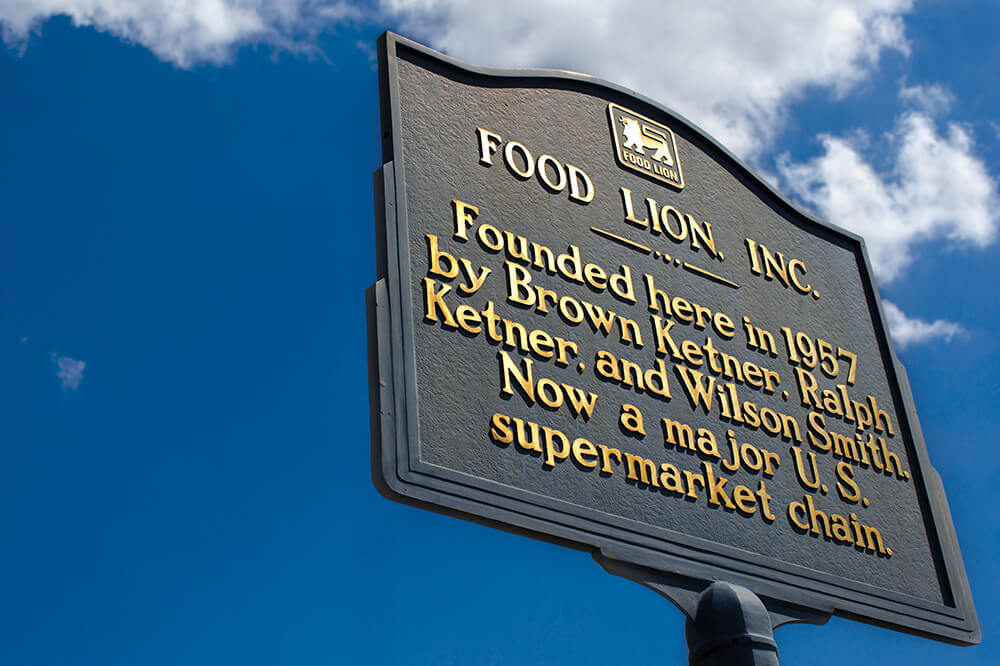 FOOD LION
FOOD LION, INC.
Founded here in 1957
by Brown Ketner, Ralph
Ketner, and Wilson Smith.
Now a major U. S.
supermarket chain.